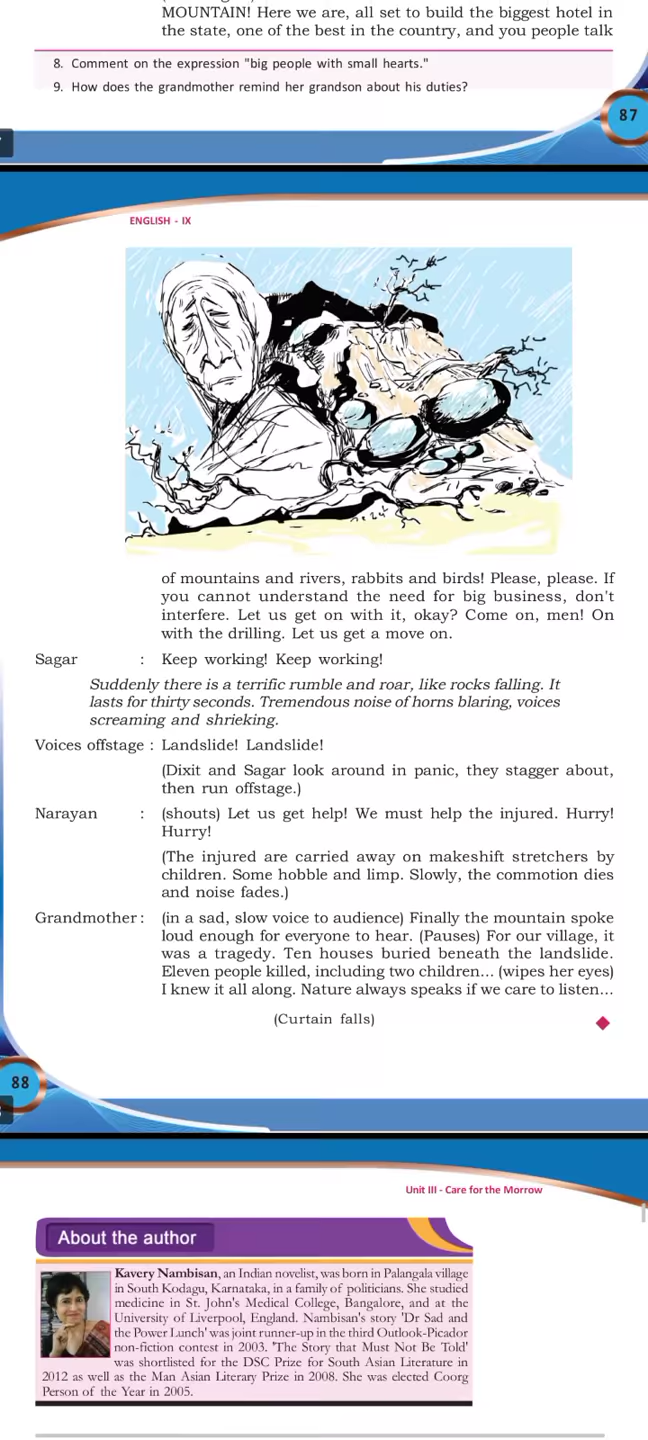 MOUNTAIN! Here we are, all set to build the biggest hotel in
the state, one of the best in the country, and you people talk
8. Comment on the expression "big people with small hearts."
9. How does the grandmother remind her grandson about his duties?
87
ENGLISH - IX
of mountains and rivers, rabbits and birds! Please, please. If
you cannot understand the need for big business, don't
interfere. Let us get on with it, okay? Come on, men! On
with the drilling. Let us get a move on.
Sagar : Keep working! Keep working!
Suddenly there is a terrific rumble and roar, like rocks falling. It
lasts for thirty seconds. Tremendous noise of horns blaring, voices
screaming and shrieking.
Voices offstage : Landslide! Landslide!
(Dixit and Sagar look around in panic, they stagger about,
then run offstage.)
Narayan : (shouts) Let us get help! We must help the injured. Hurry!
Hurry!
(The injured are carried away on makeshift stretchers by
children. Some hobble and limp. Slowly, the commotion dies
and noise fades.)
Grandmother : (in a sad, slow voice to audience) Finally the mountain spoke
loud enough for everyone to hear. (Pauses) For our village, it
was a tragedy. Ten houses buried beneath the landslide.
Eleven people killed, including two children... (wipes her eyes)
I knew it all along. Nature always speaks if we care to listen...
(Curtain falls)
88
Unit III - Care for the Morrow
About the author
Kavery Nambisan, an Indian novelist, was born in Palangala village
in South Kodagu, Karnataka, in a family of politicians. She studied
medicine in St. John's Medical College, Bangalore, and at the
University of Liverpool, England. Nambisan's story 'Dr Sad and
the Power Lunch' was joint runner-up in the third Outlook-Picador
non-fiction contest in 2003. 'The Story that Must Not Be Told'
was shortlisted for the DSC Prize for South Asian Literature in
2012 as well as the Man Asian Literary Prize in 2008. She was elected Coorg
Person of the Year in 2005.